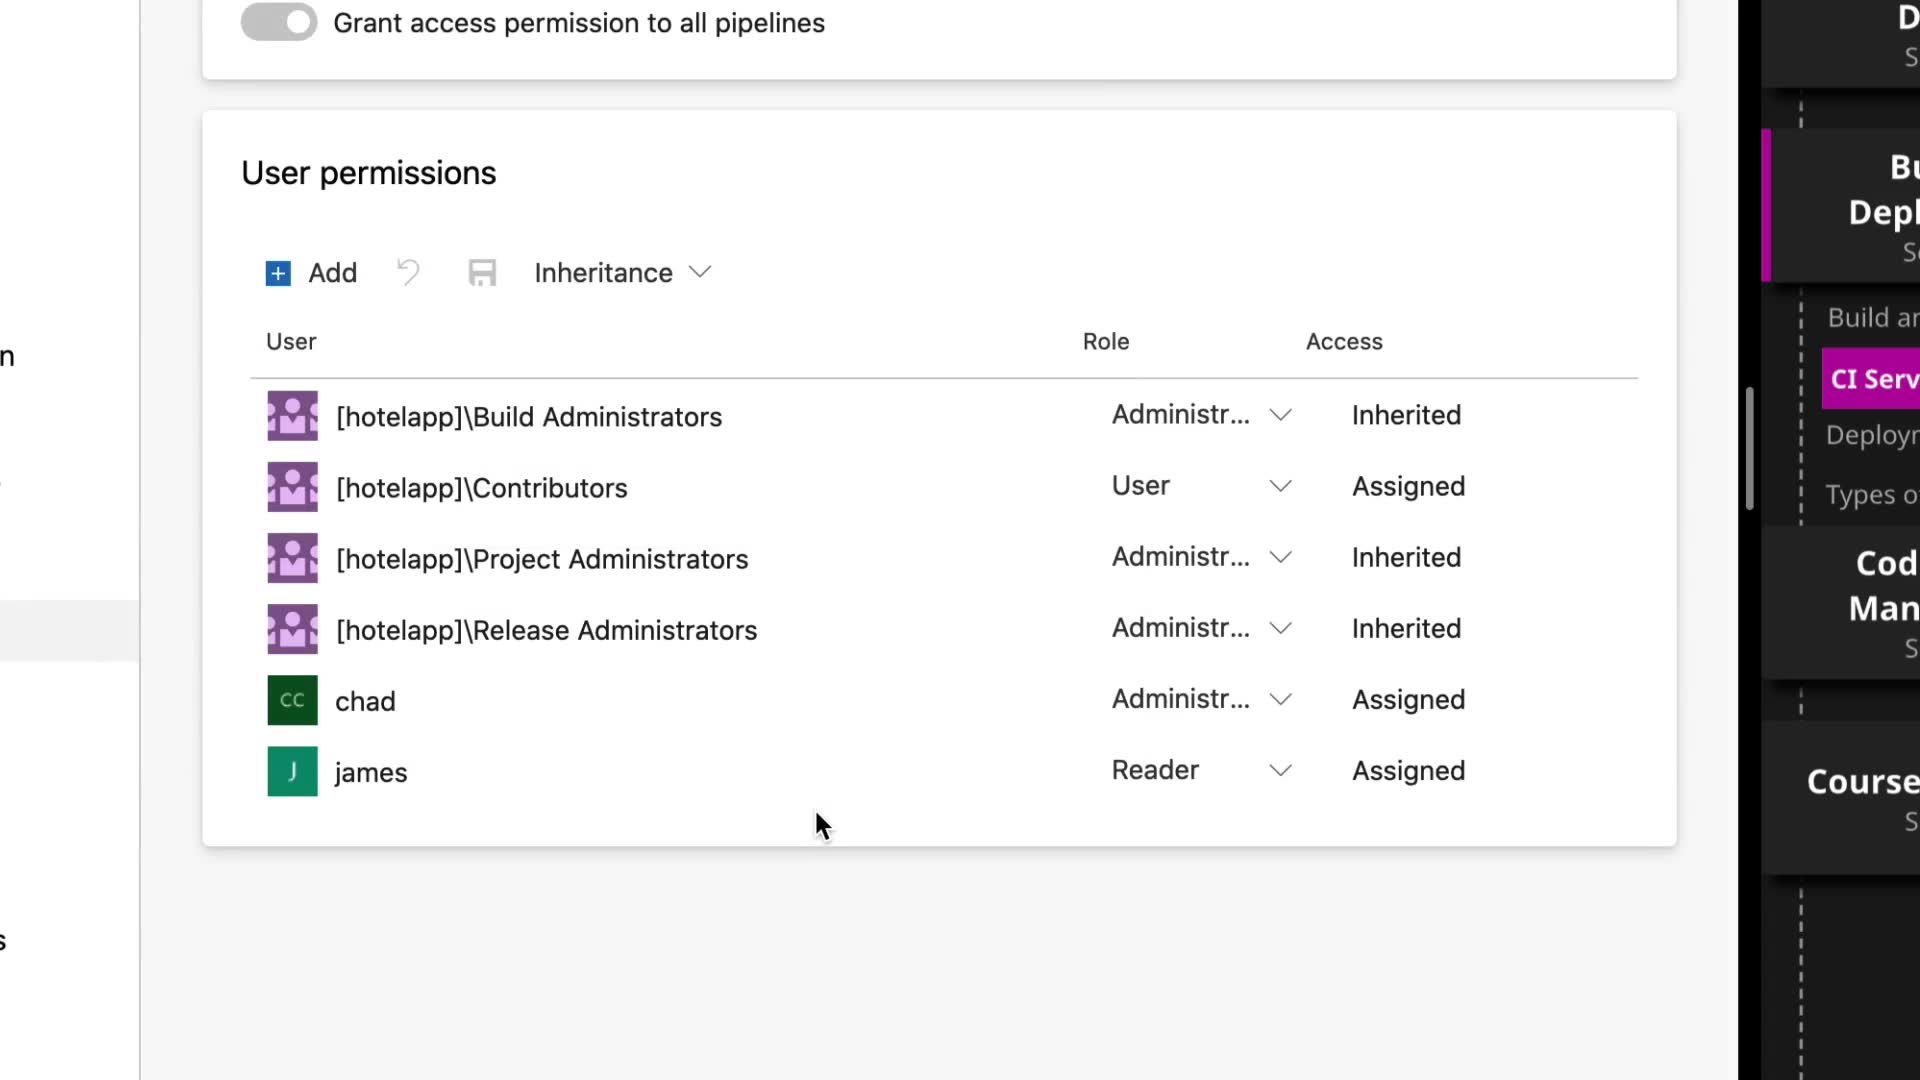 Grant access permission to all pipelines
User permissions
Add
Inheritance
User Role Access
[hotelapp]\Build Administrators Administr... Inherited
[hotelapp]\Contributors User Assigned
[hotelapp]\Project Administrators Administr... Inherited
[hotelapp]\Release Administrators Administr... Inherited
CC chad Administr... Assigned
J james Reader Assigned
n
s
D
S
Bu
Depl
Se
Build ar
CI Serv
Deployr
Types of
Cod
Man
S
Course
S